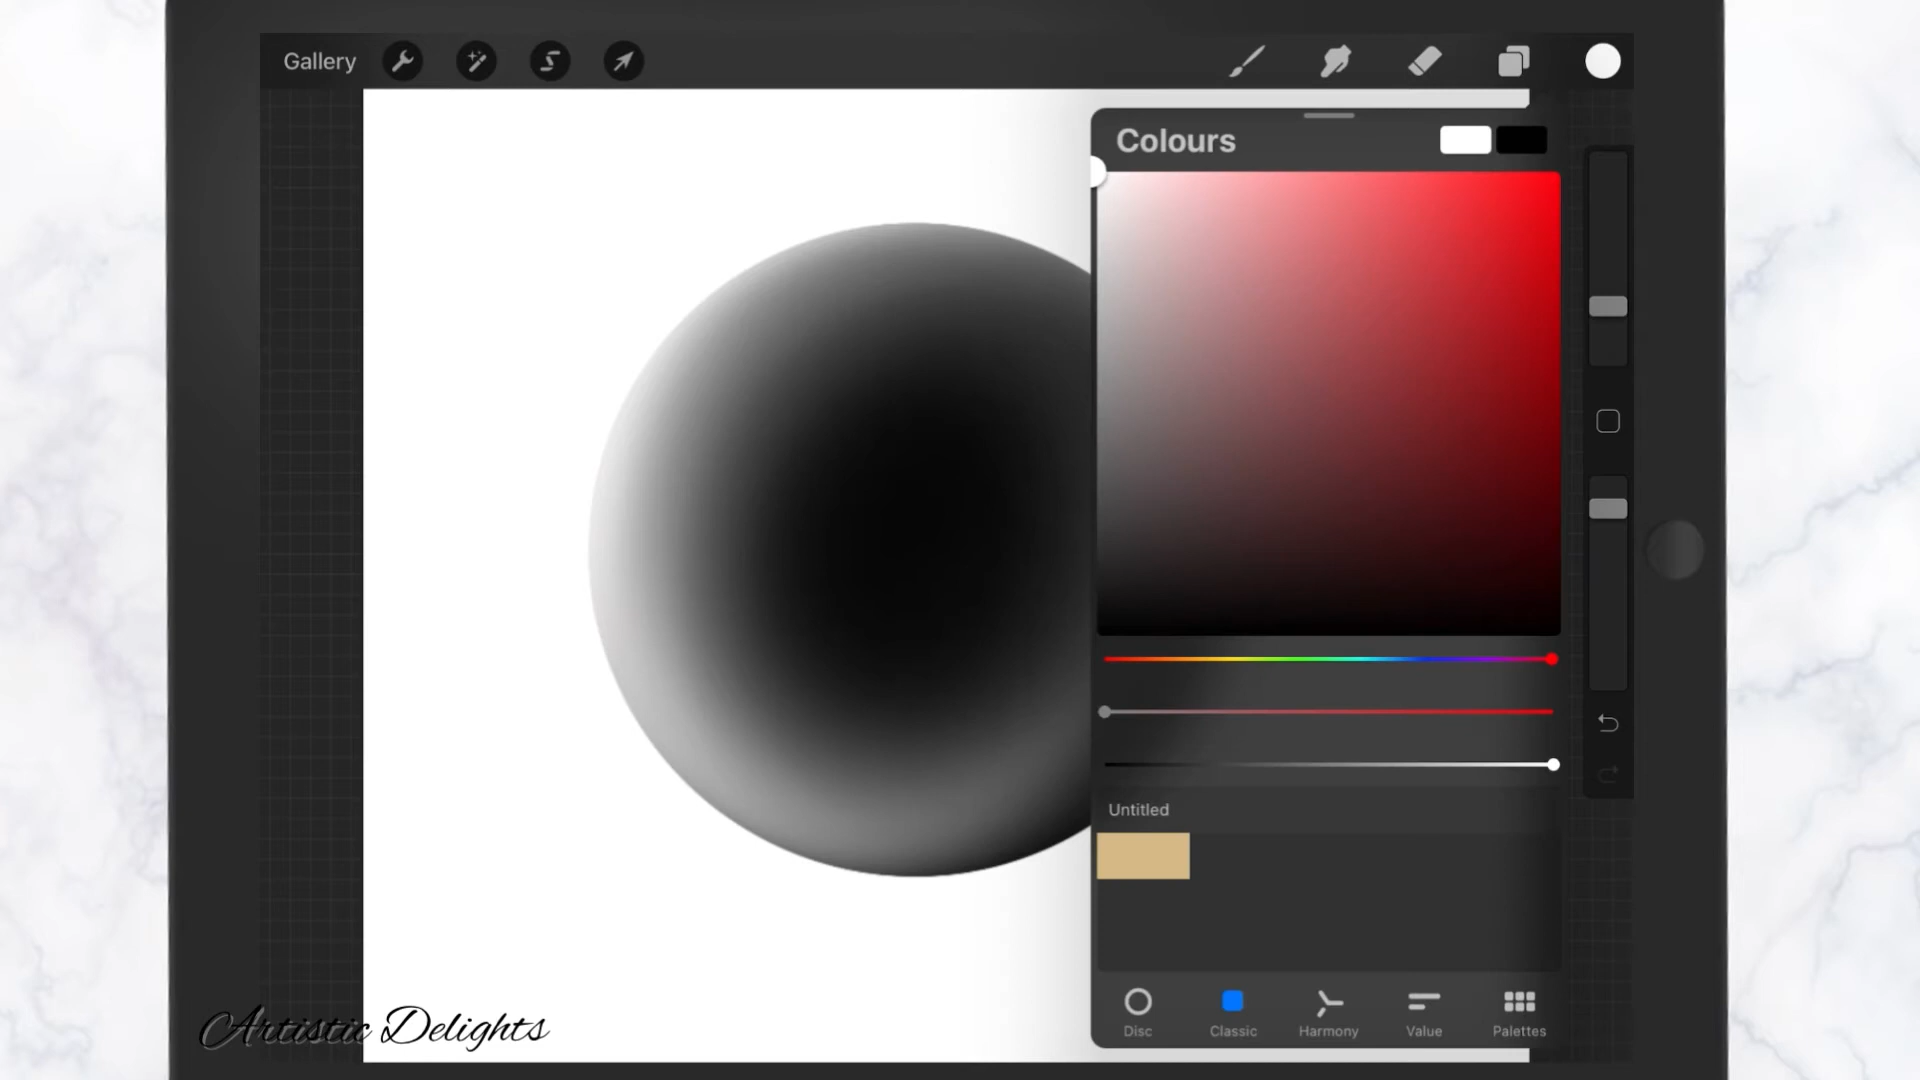 Gallery
Colours
Untitled
Disc
Classic
Harmony
Value
Palettes
Artistic Delights